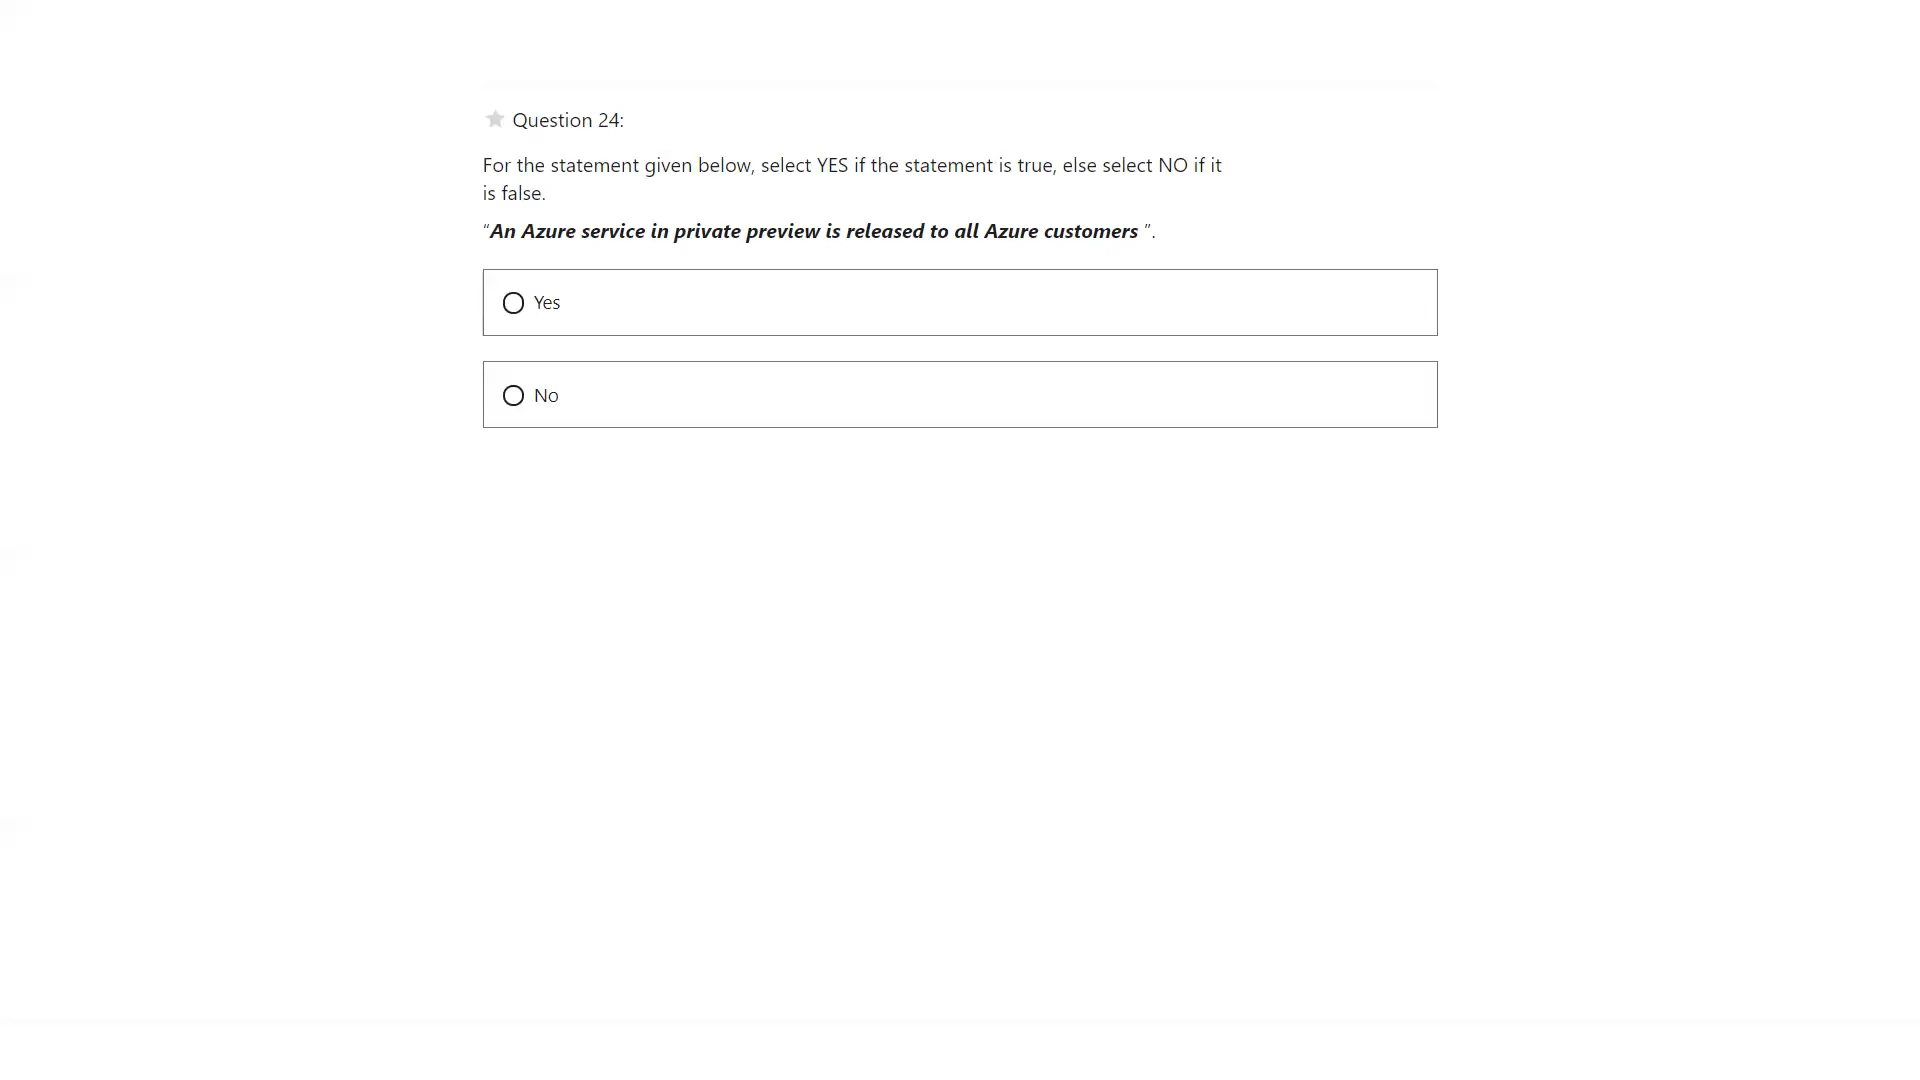 Question 24:
For the statement given below, select YES if the statement is true, else select NO if it
is false.
“An Azure service in private preview is released to all Azure customers ”.
Yes
No